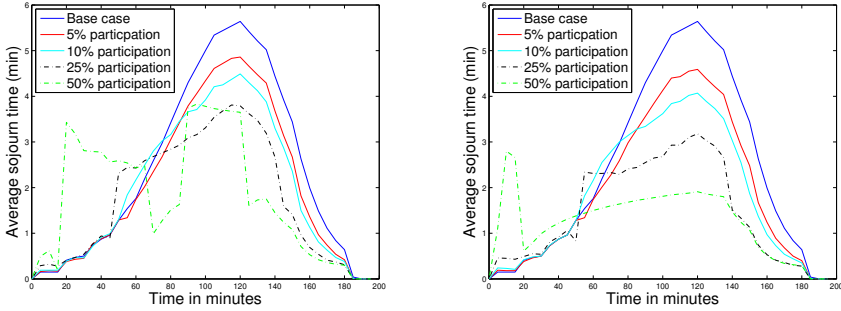 Average sojourn time (min)
6
5
4
3
2
1
0
Base case
5% particpation
10% participation
25% participation
50% participation
0 20 40 60 80 100 120 140 160 180 200
Time in minutes
Average sojourn time (min)
6
5
4
3
2
1
0
Base case
5% participation
10% participation
25% participation
50% participation
0 20 40 60 80 100 120 140 160 180 200
Time in minutes